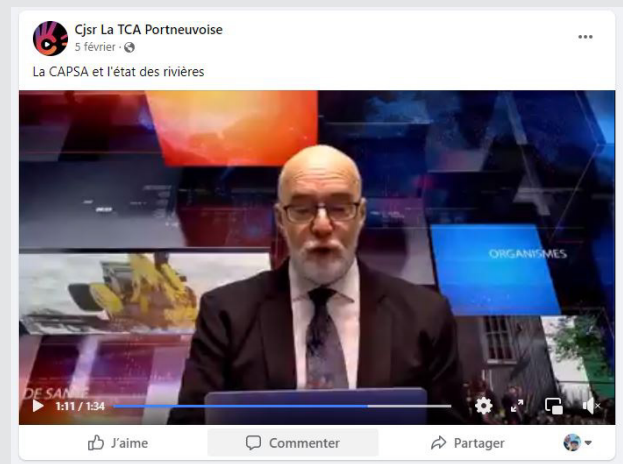 Cjsr La TCA Portneuvoise
5 février ·
La CAPSA et l'état des rivières
ORGANISMES
DE SANTÉ
1:11 / 1:34
J'aime
Commenter
Partager